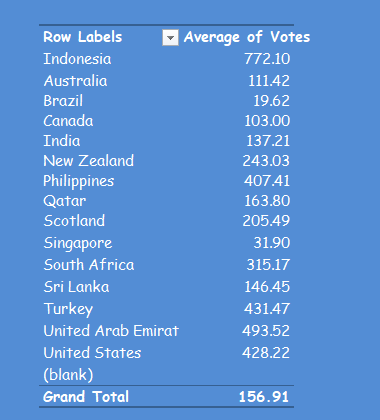 Row Labels Average of Votes
Indonesia 772.10
Australia 111.42
Brazil 19.62
Canada 103.00
India 137.21
New Zealand 243.03
Philippines 407.41
Qatar 163.80
Scotland 205.49
Singapore 31.90
South Africa 315.17
Sri Lanka 146.45
Turkey 431.47
United Arab Emirat 493.52
United States 428.22
(blank)
Grand Total 156.91